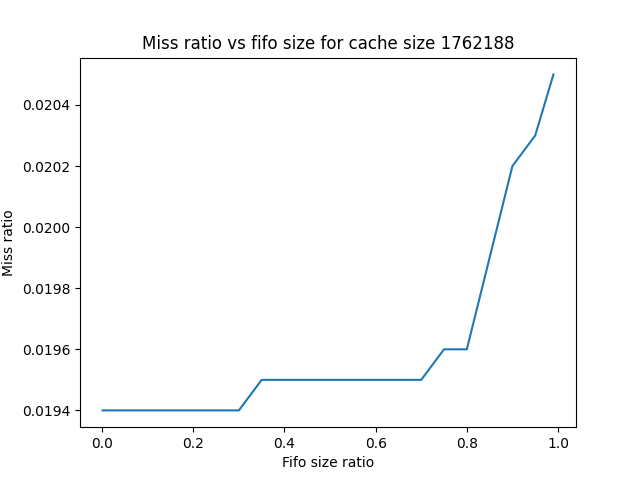 Miss ratio vs fifo size for cache size 1762188
Miss ratio
0.0204
0.0202
0.0200
0.0198
0.0196
0.0194
0.0 0.2 0.4 0.6 0.8 1.0
Fifo size ratio